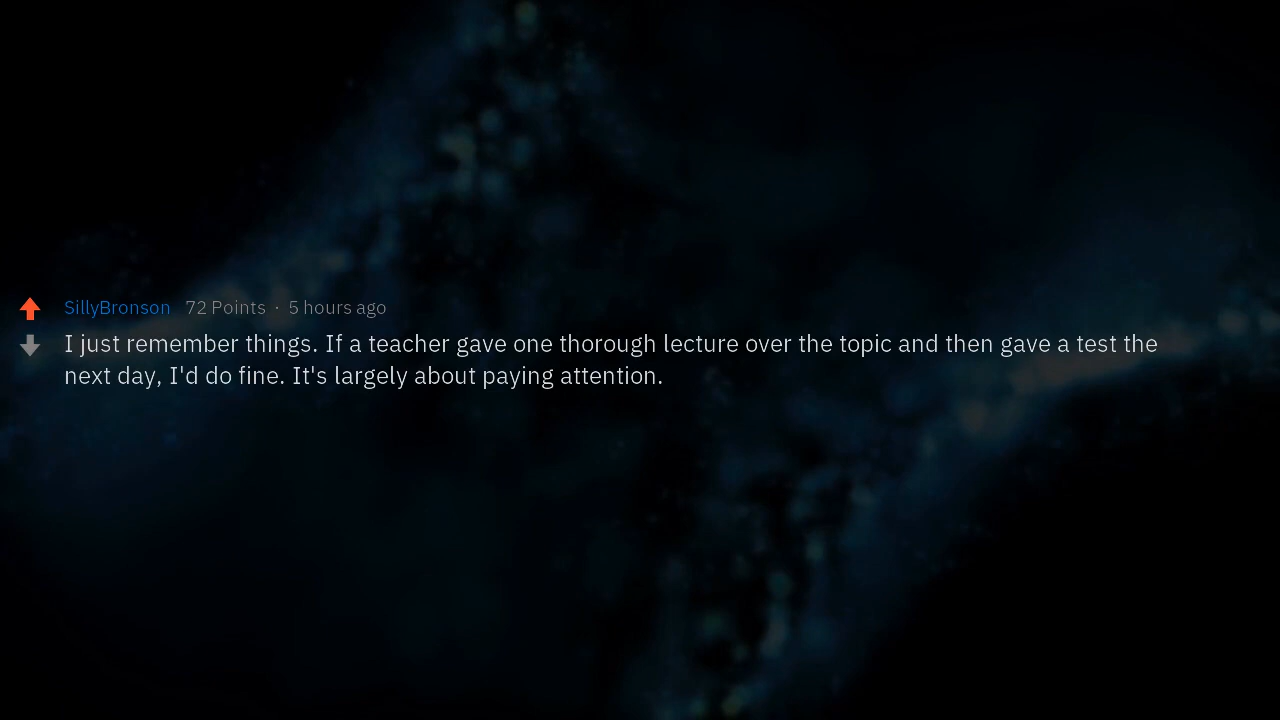 SillyBronson 72 Points · 5 hours ago
I just remember things. If a teacher gave one thorough lecture over the topic and then gave a test the
next day, I'd do fine. It's largely about paying attention.